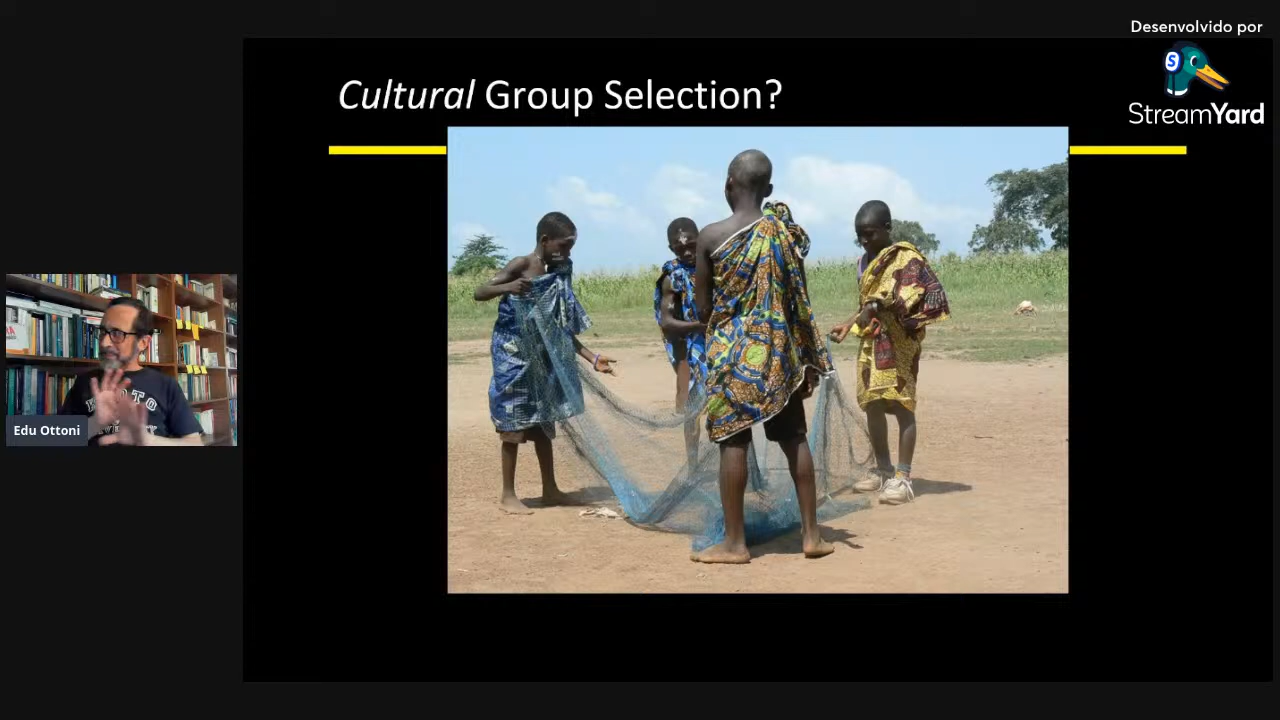 Desenvolvido por
StreamYard
Cultural Group Selection?
Edu Ottoni